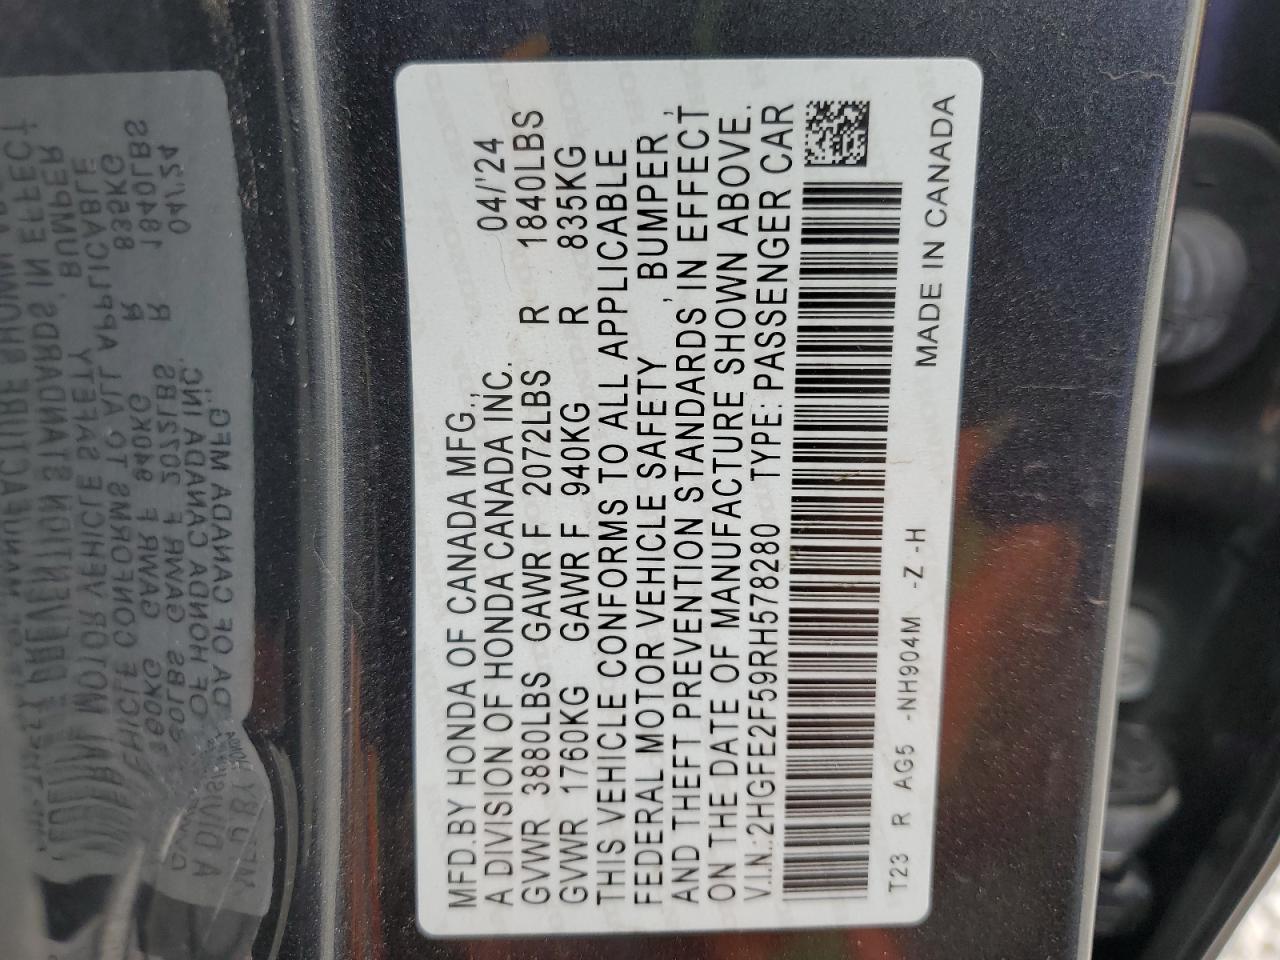 MFD.BY HONDA OF CANADA MFG., 04/'24
A DIVISION OF HONDA CANADA INC.
GVWR 3880LBS GAWR F 2072LBS R 1840LBS
GVWR 1760KG GAWR F 940KG R 835KG
THIS VEHICLE CONFORMS TO ALL APPLICABLE
FEDERAL MOTOR VEHICLE SAFETY , BUMPER ,
AND THEFT PREVENTION STANDARDS, IN EFFECT
ON THE DATE OF MANUFACTURE SHOWN ABOVE.
V.I.N.:2HGFE2F59RH578280 TYPE: PASSENGER CAR
T23 R AG5 -NH904M -Z -H
MADE IN CANADA